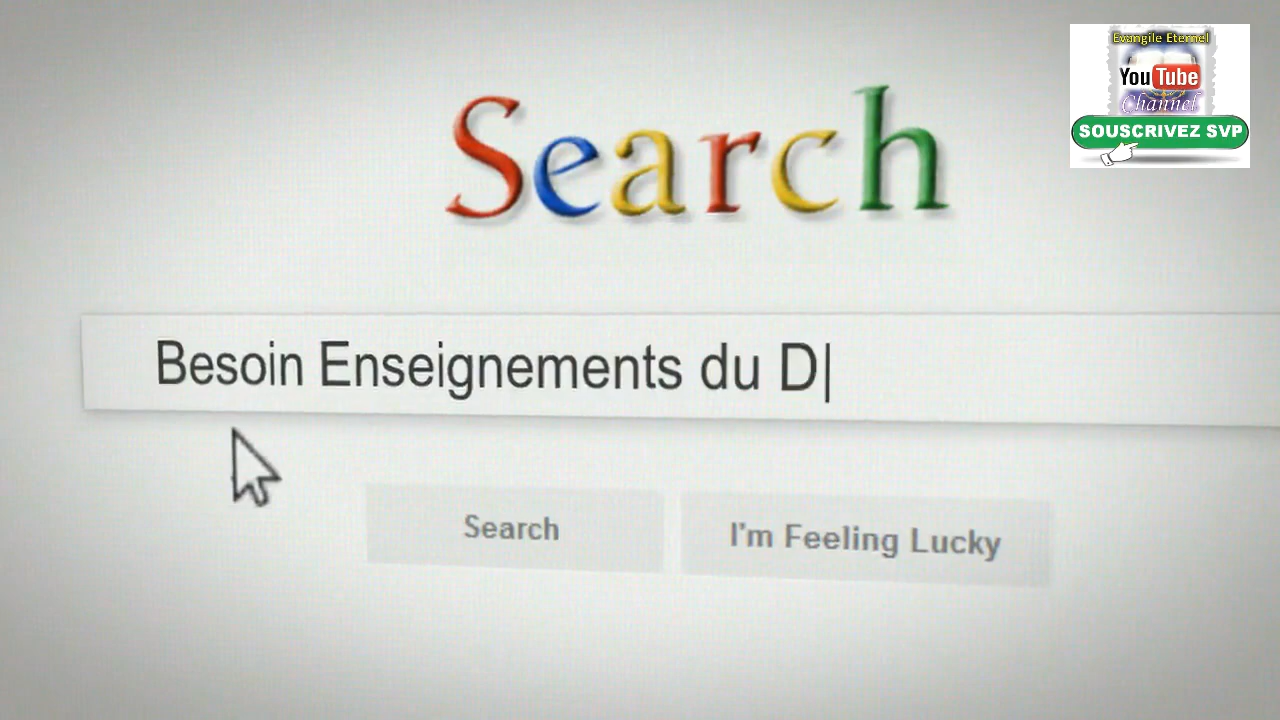 Evangile Eternel
YouTube
Channel
SOUSCRIVEZ SVP
Search
Besoin Enseignements du D|
Search
I'm Feeling Lucky